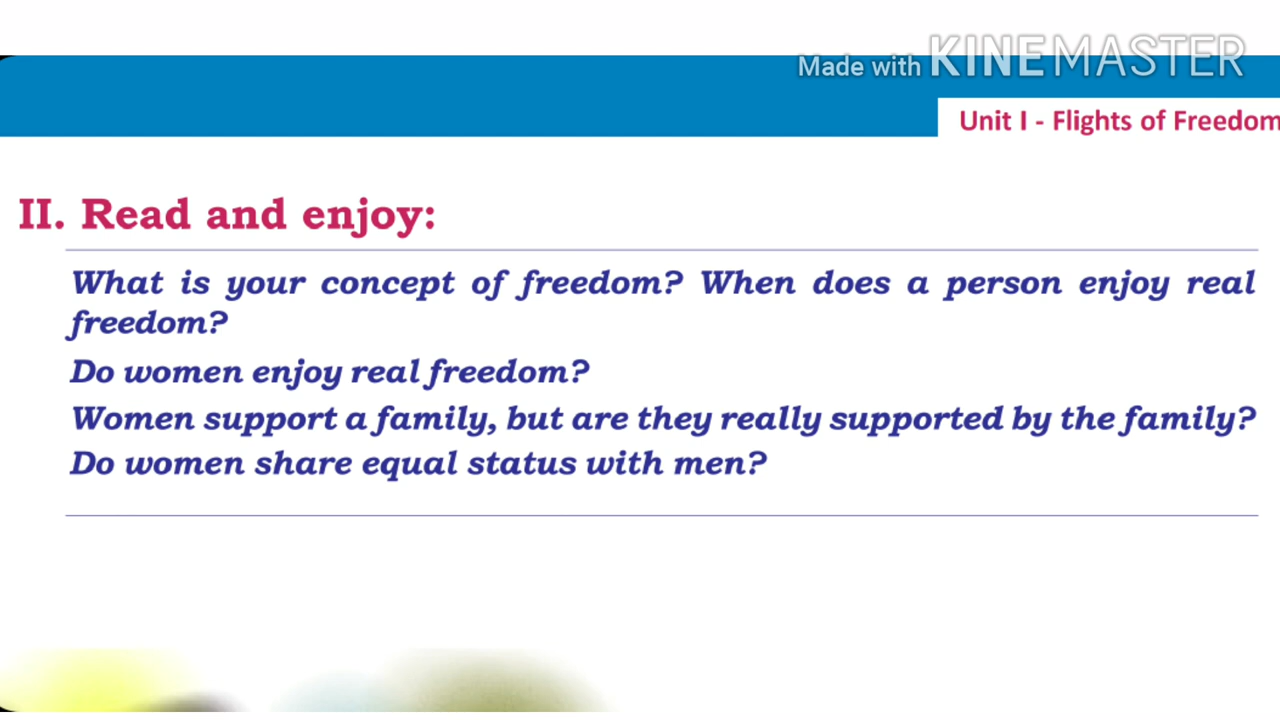 Made with KINEMASTER
Unit I - Flights of Freedom
II. Read and enjoy:
What is your concept of freedom? When does a person enjoy real
freedom?
Do women enjoy real freedom?
Women support a family, but are they really supported by the family?
Do women share equal status with men?